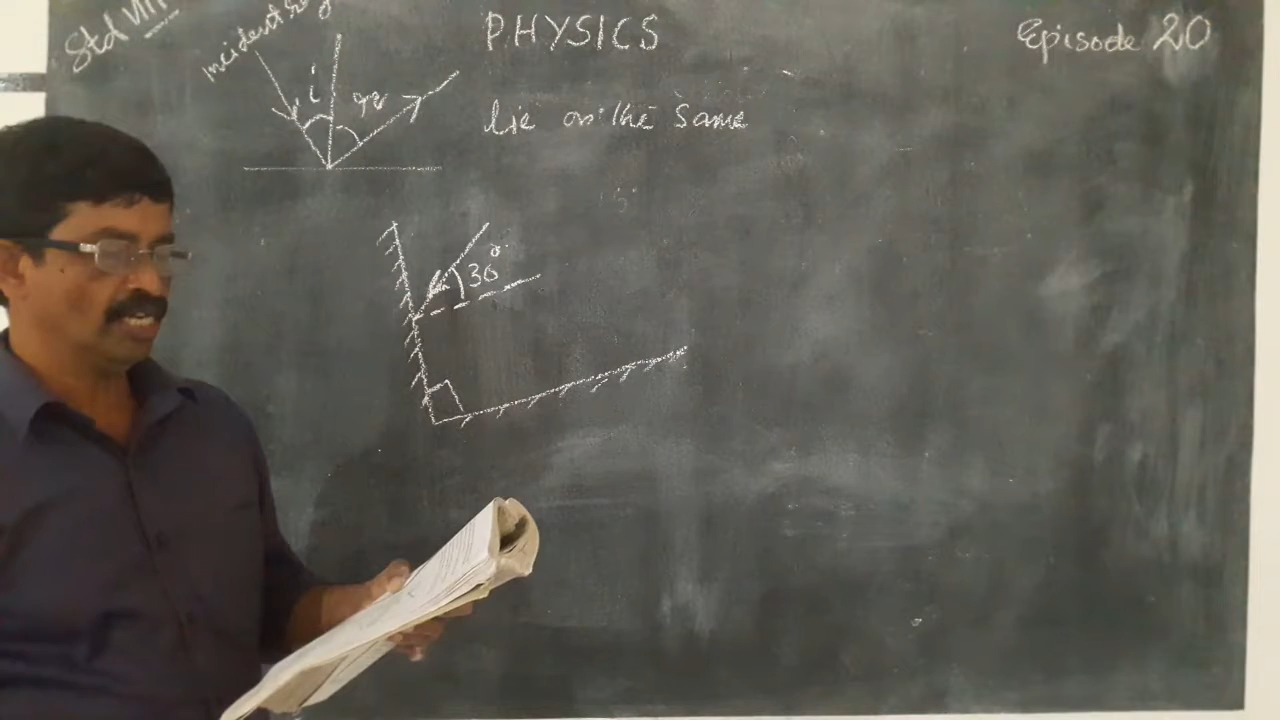 Std VIII
incident ray
PHYSICS
Episode 20
i
r
lie on the same
30°